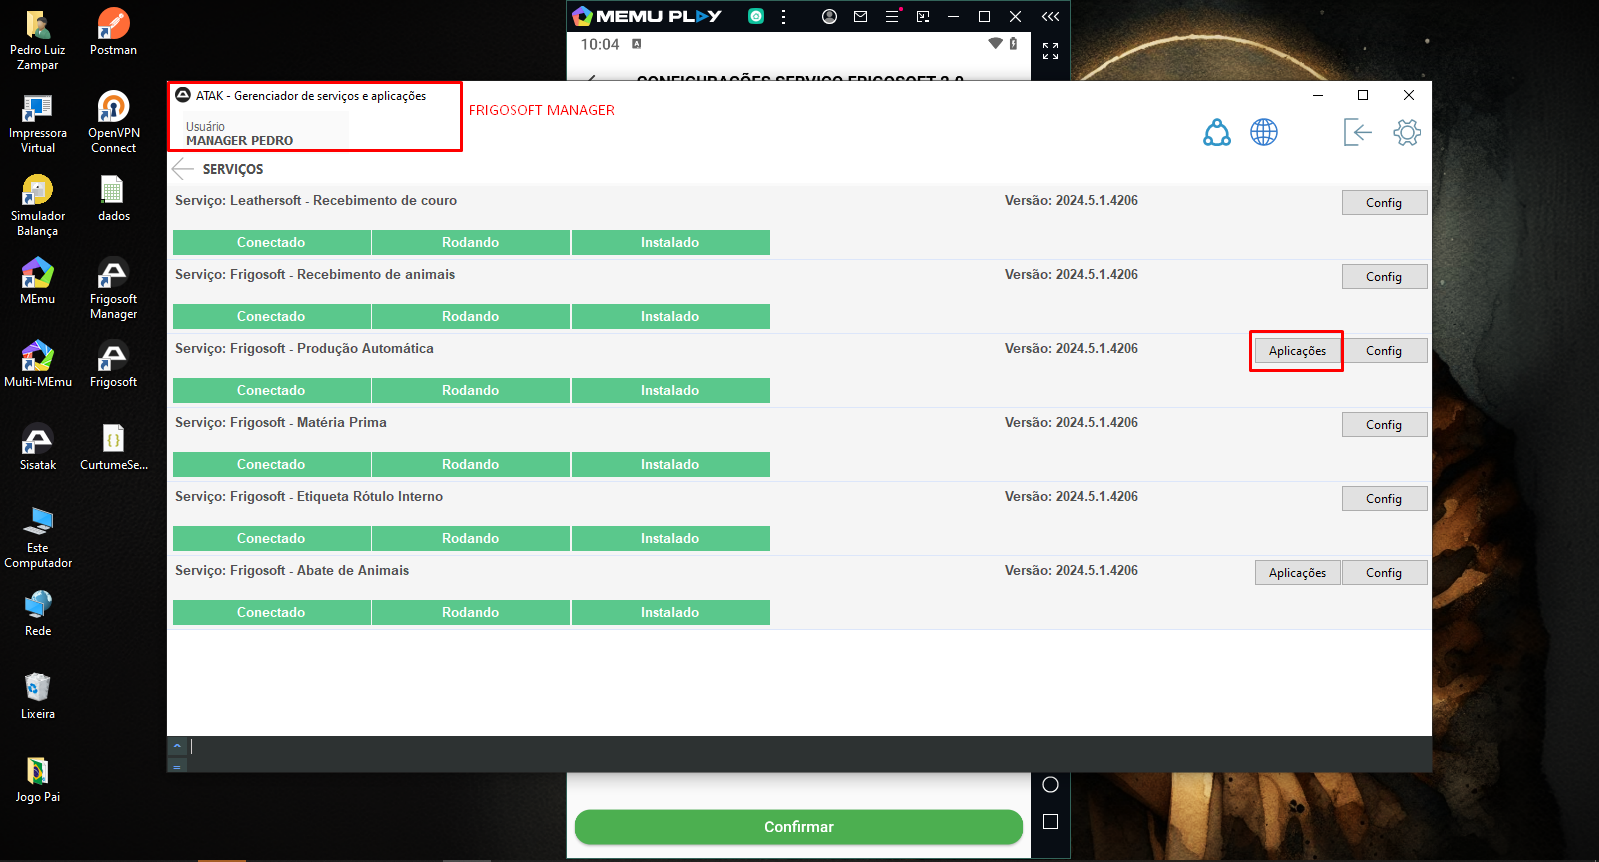 Pedro Luiz
Zampar
Postman
Impressora
Virtual
OpenVPN
Connect
Simulador
Balança
dados
MEmu
Frigosoft
Manager
Multi-MEmu
Frigosoft
Sisatak
CurtumeSe...
Este
Computador
Rede
Lixeira
Jogo Pai
MEMU PLAY
10:04
CONFIGURAÇÕES SERVIÇO FRIGOSOFT 2.0
ATAK - Gerenciador de serviços e aplicações
FRIGOSOFT MANAGER
Usuário
MANAGER PEDRO
SERVIÇOS
Serviço: Leathersoft - Recebimento de couro Versão: 2024.5.1.4206 Config
Conectado Rodando Instalado
Serviço: Frigosoft - Recebimento de animais Versão: 2024.5.1.4206 Config
Conectado Rodando Instalado
Serviço: Frigosoft - Produção Automática Versão: 2024.5.1.4206 Aplicações Config
Conectado Rodando Instalado
Serviço: Frigosoft - Matéria Prima Versão: 2024.5.1.4206 Config
Conectado Rodando Instalado
Serviço: Frigosoft - Etiqueta Rótulo Interno Versão: 2024.5.1.4206 Config
Conectado Rodando Instalado
Serviço: Frigosoft - Abate de Animais Versão: 2024.5.1.4206 Aplicações Config
Conectado Rodando Instalado
Confirmar